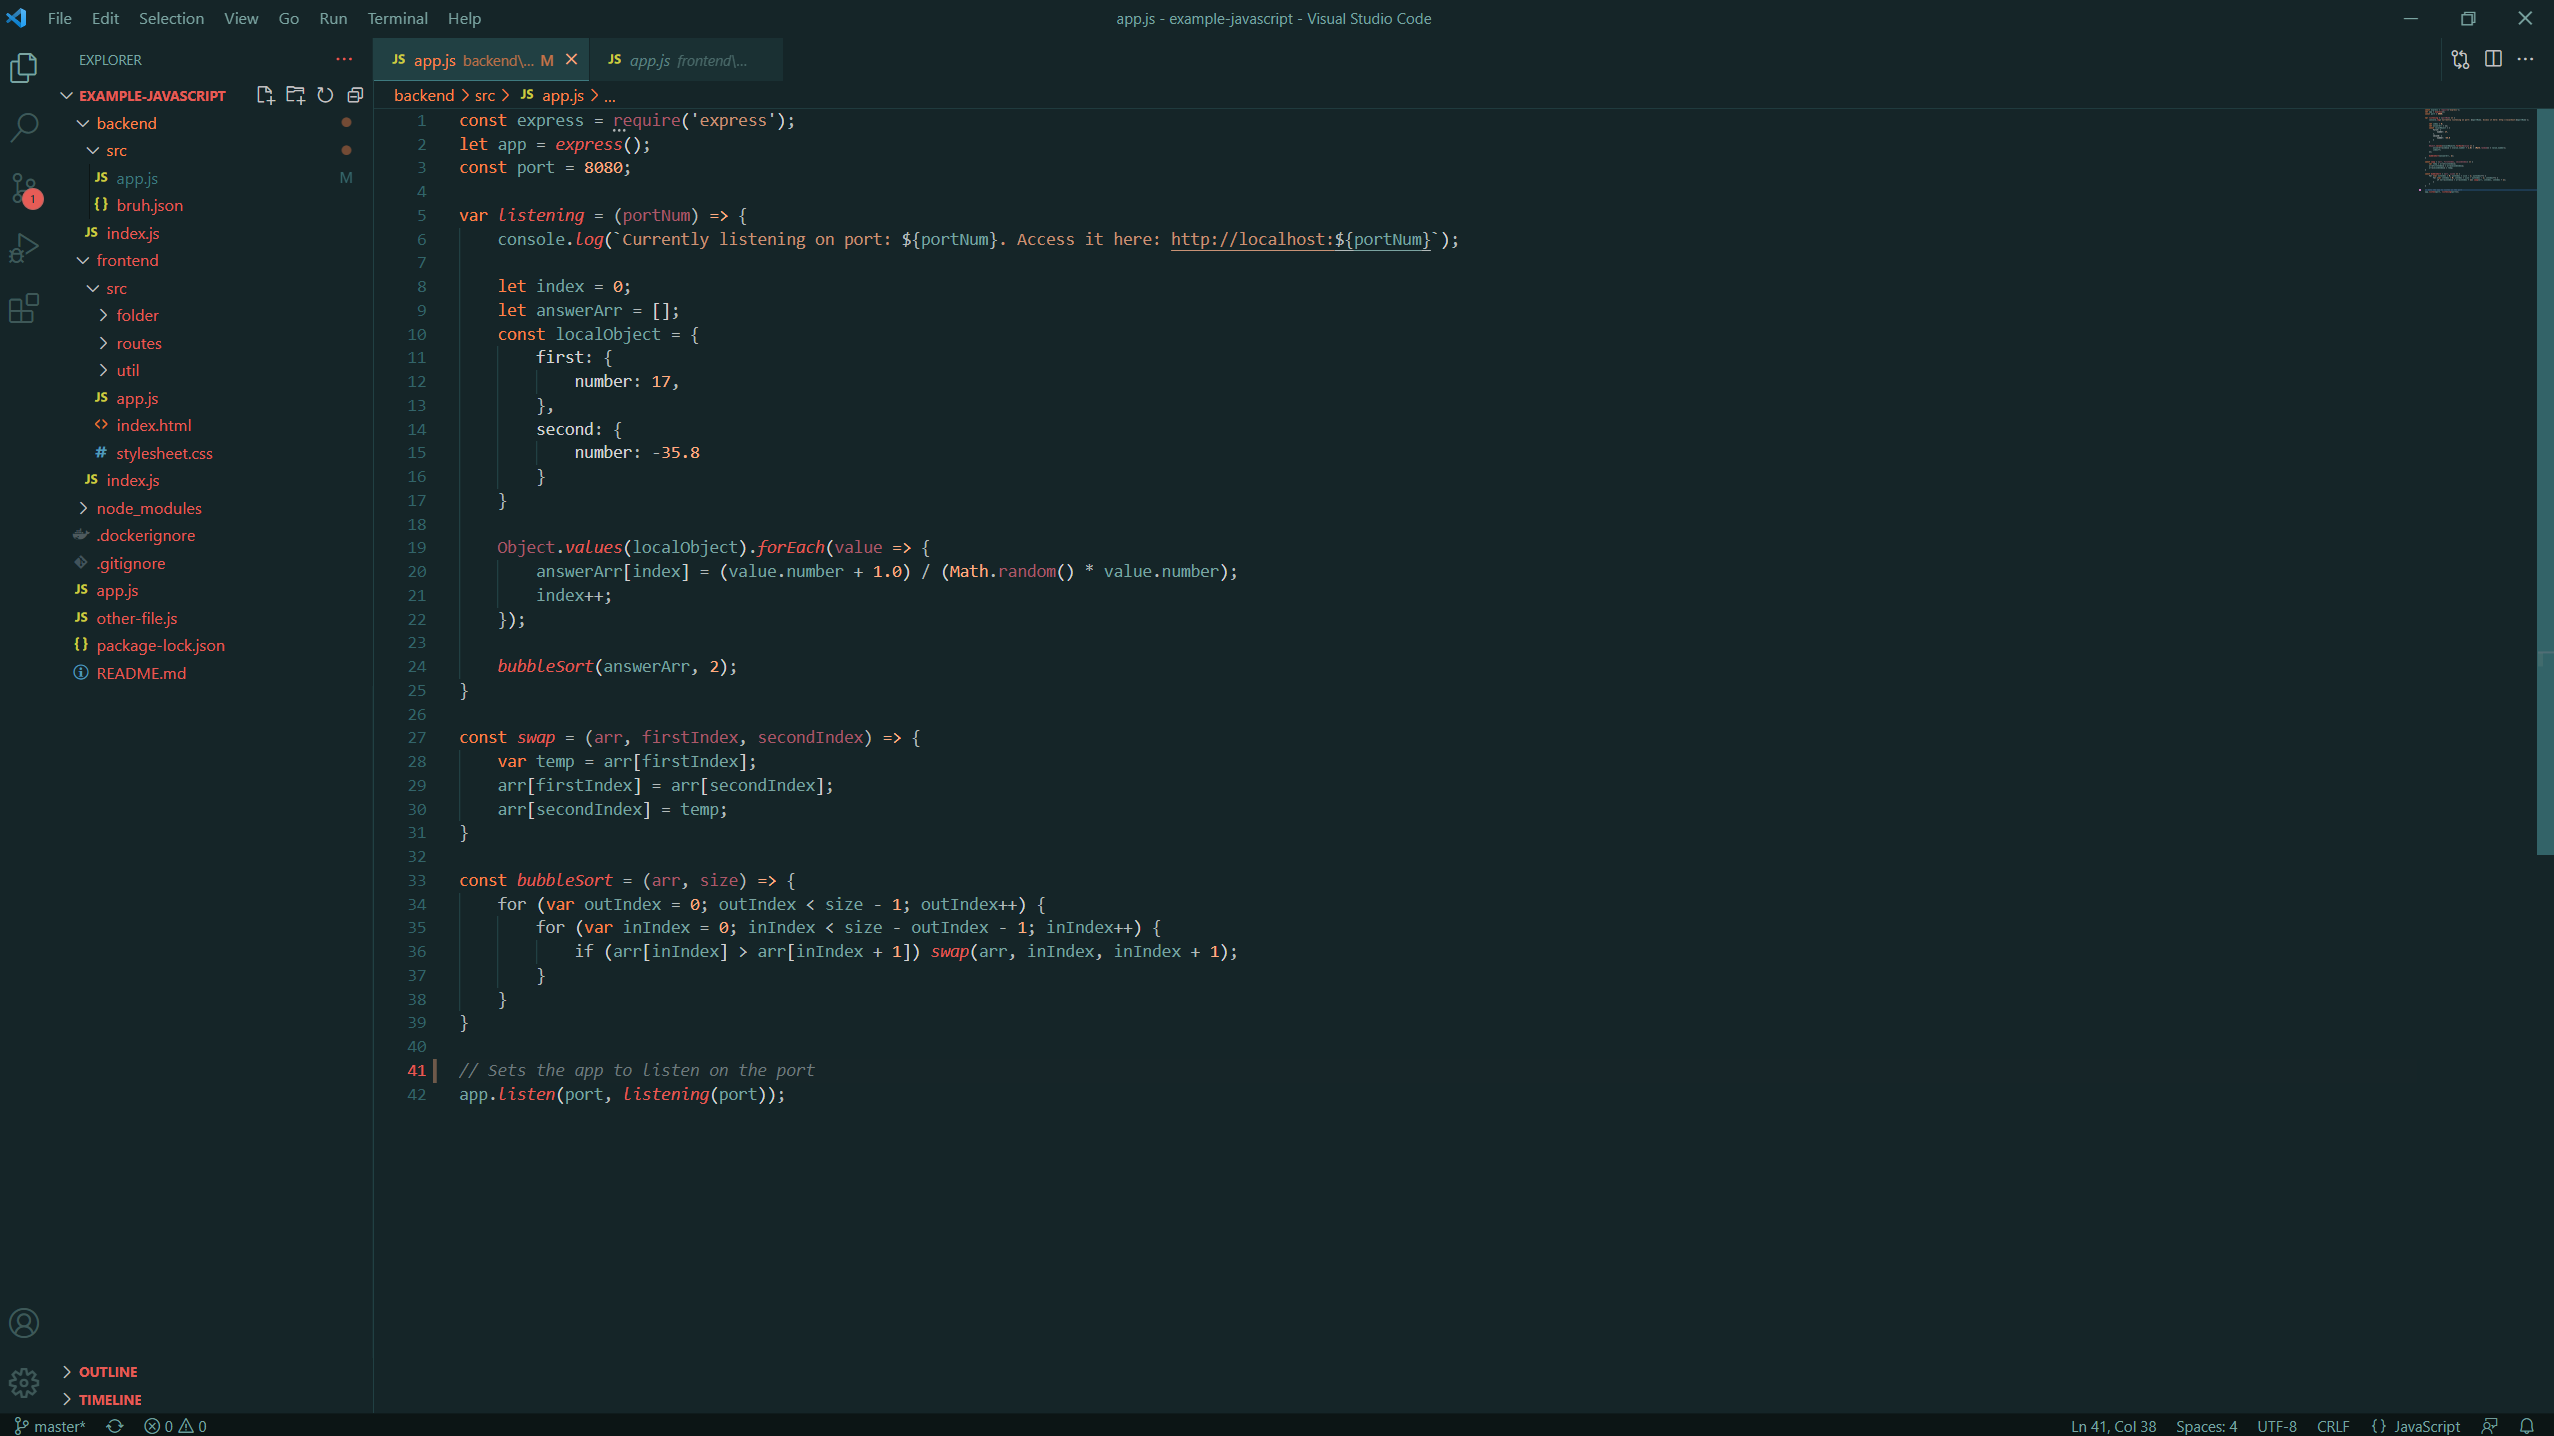 File Edit Selection View Go Run Terminal Help
app.js - example-javascript - Visual Studio Code
EXPLORER
EXAMPLE-JAVASCRIPT
backend
src
app.js M
bruh.json
index.js
frontend
src
folder
routes
util
app.js
index.html
stylesheet.css
index.js
node_modules
.dockerignore
.gitignore
app.js
other-file.js
package-lock.json
README.md
OUTLINE
TIMELINE
1
JS app.js backend\... M
JS app.js frontend\...
backend > src > JS app.js > ...
1 const express = require('express');
2 let app = express();
3 const port = 8080;
4
5 var listening = (portNum) => {
6     console.log(`Currently listening on port: ${portNum}. Access it here: http://localhost:${portNum}`);
7
8     let index = 0;
9     let answerArr = [];
10     const localObject = {
11         first: {
12             number: 17,
13         },
14         second: {
15             number: -35.8
16         }
17     }
18
19     Object.values(localObject).forEach(value => {
20         answerArr[index] = (value.number + 1.0) / (Math.random() * value.number);
21         index++;
22     });
23
24     bubbleSort(answerArr, 2);
25 }
26
27 const swap = (arr, firstIndex, secondIndex) => {
28     var temp = arr[firstIndex];
29     arr[firstIndex] = arr[secondIndex];
30     arr[secondIndex] = temp;
31 }
32
33 const bubbleSort = (arr, size) => {
34     for (var outIndex = 0; outIndex < size - 1; outIndex++) {
35         for (var inIndex = 0; inIndex < size - outIndex - 1; inIndex++) {
36             if (arr[inIndex] > arr[inIndex + 1]) swap(arr, inIndex, inIndex + 1);
37         }
38     }
39 }
40
41 // Sets the app to listen on the port
42 app.listen(port, listening(port));
master* 0 0
Ln 41, Col 38 Spaces: 4 UTF-8 CRLF {} JavaScript